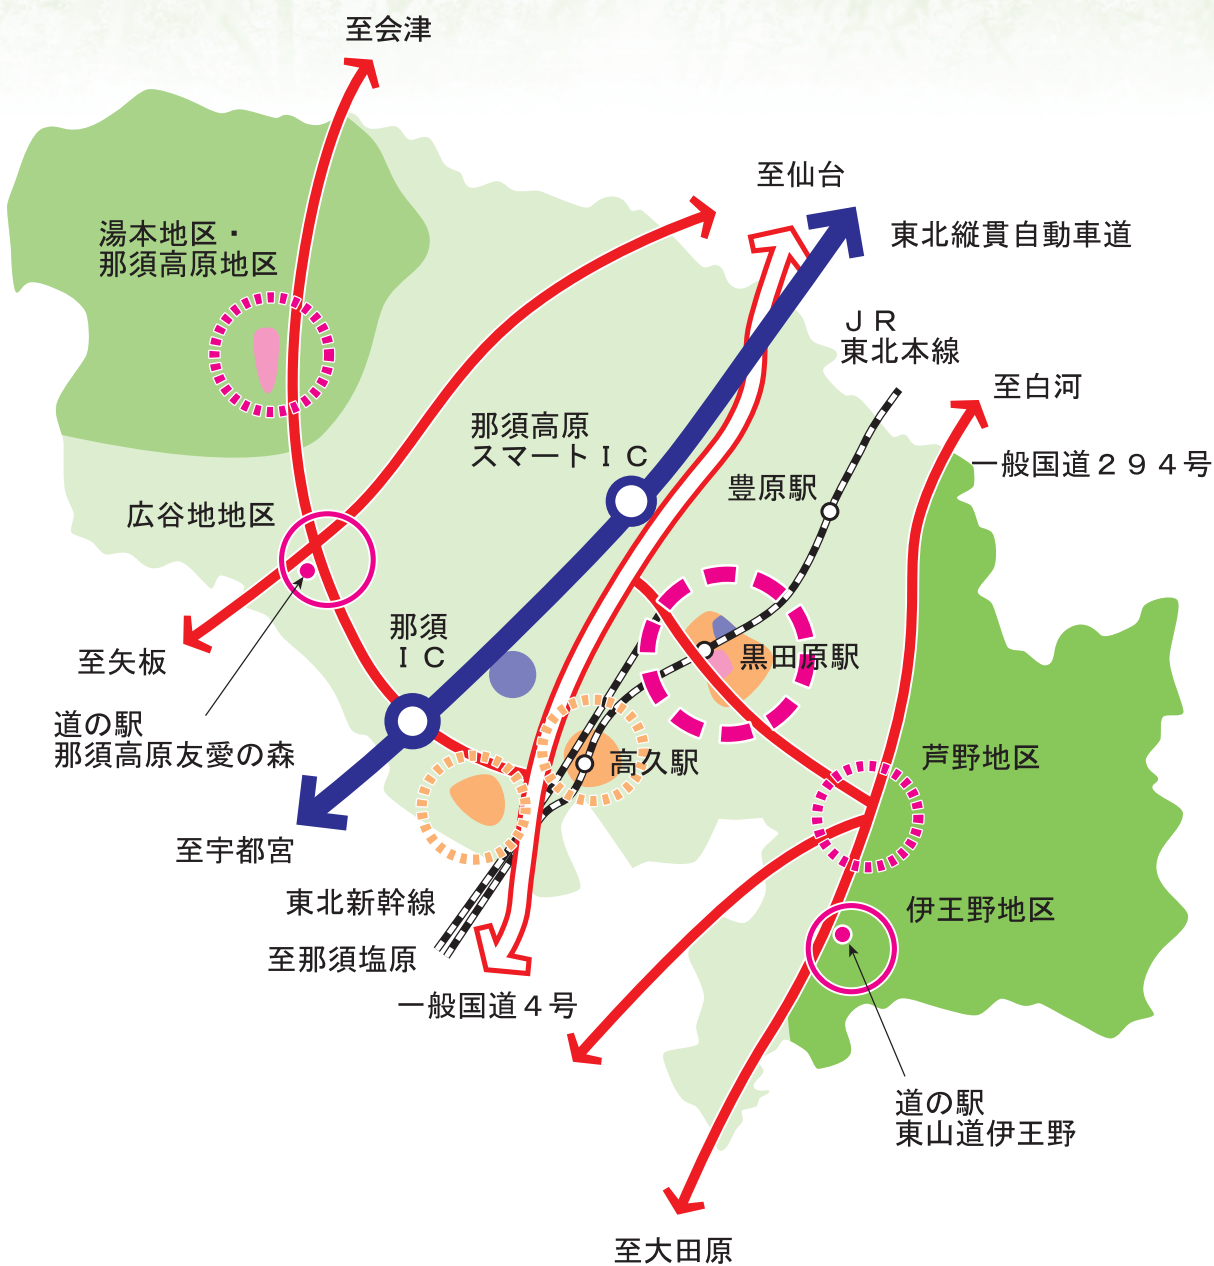 至会津
至仙台
東北縦貫自動車道
湯本地区・
那須高原地区
ＪＲ
東北本線
至白河
那須高原
スマートＩＣ
一般国道２９４号
豊原駅
広谷地地区
那須
ＩＣ
黒田原駅
至矢板
道の駅
那須高原友愛の森
高久駅
芦野地区
至宇都宮
東北新幹線
伊王野地区
至那須塩原
一般国道４号
道の駅
東山道伊王野
至大田原